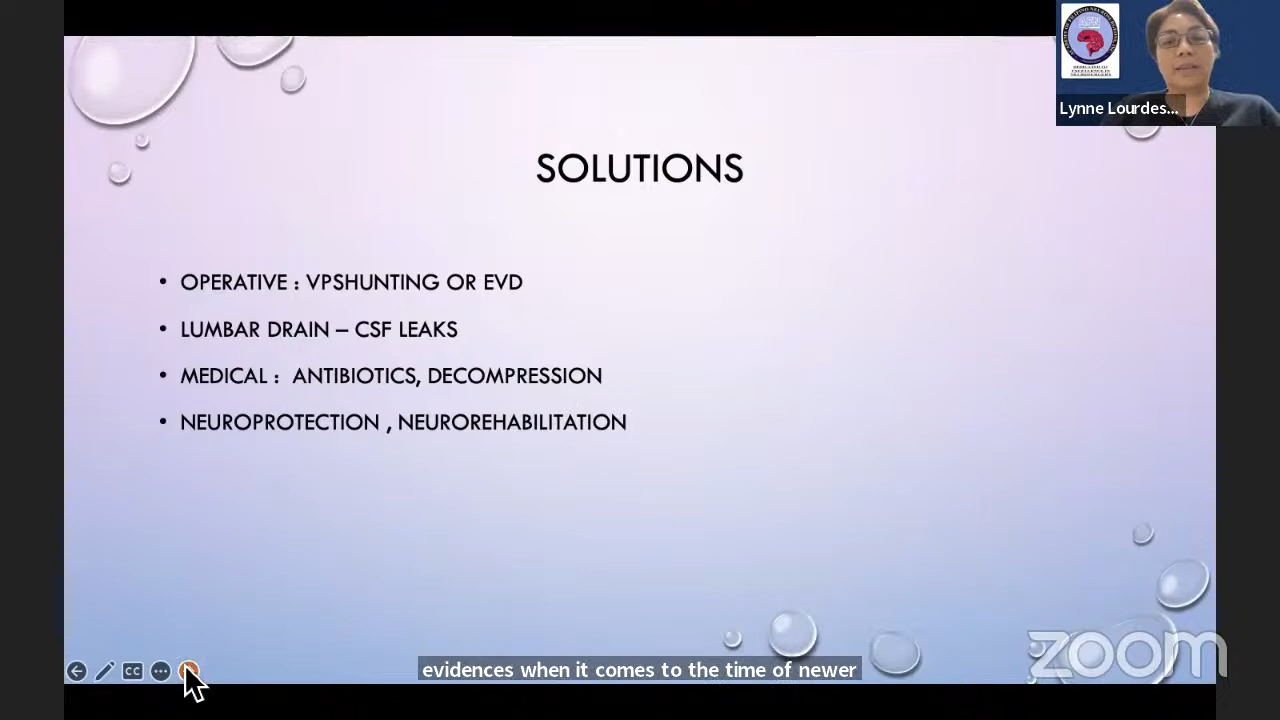 Lynne Lourdes...
SOLUTIONS
• OPERATIVE : VPSHUNTING OR EVD
• LUMBAR DRAIN – CSF LEAKS
• MEDICAL : ANTIBIOTICS, DECOMPRESSION
• NEUROPROTECTION , NEUROREHABILITATION
CC
evidences when it comes to the time of newer
zoom